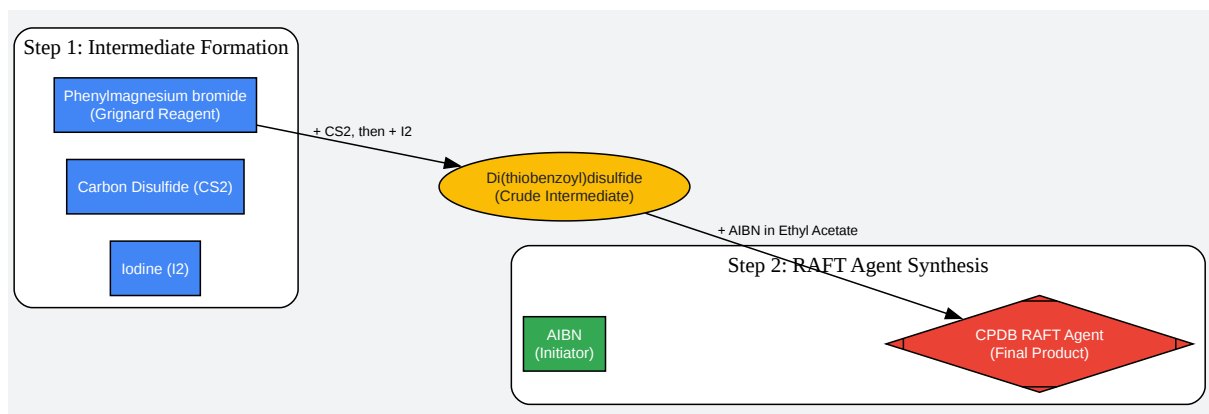 Step 1: Intermediate Formation
Phenylmagnesium bromide
(Grignard Reagent)
+ CS2, then + I2
Carbon Disulfide (CS2)
Iodine (I2)
Di(thiobenzoyl)disulfide
(Crude Intermediate)
+ AIBN in Ethyl Acetate
Step 2: RAFT Agent Synthesis
AIBN
(Initiator)
CPDB RAFT Agent
(Final Product)